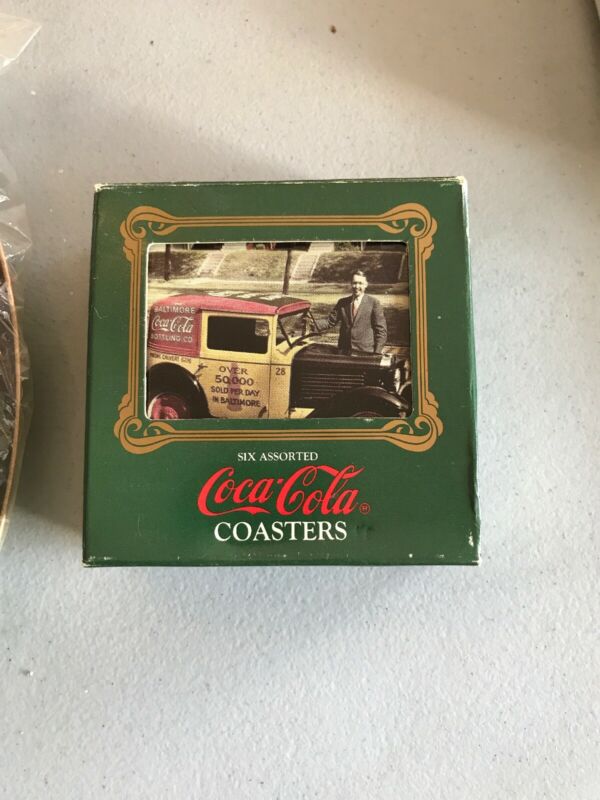 BALTIMORE
Coca-Cola
BOTTLING CO
OVER
50,000
SOLD PER DAY
IN BALTIMORE
28
SIX ASSORTED
Coca-Cola®
COASTERS